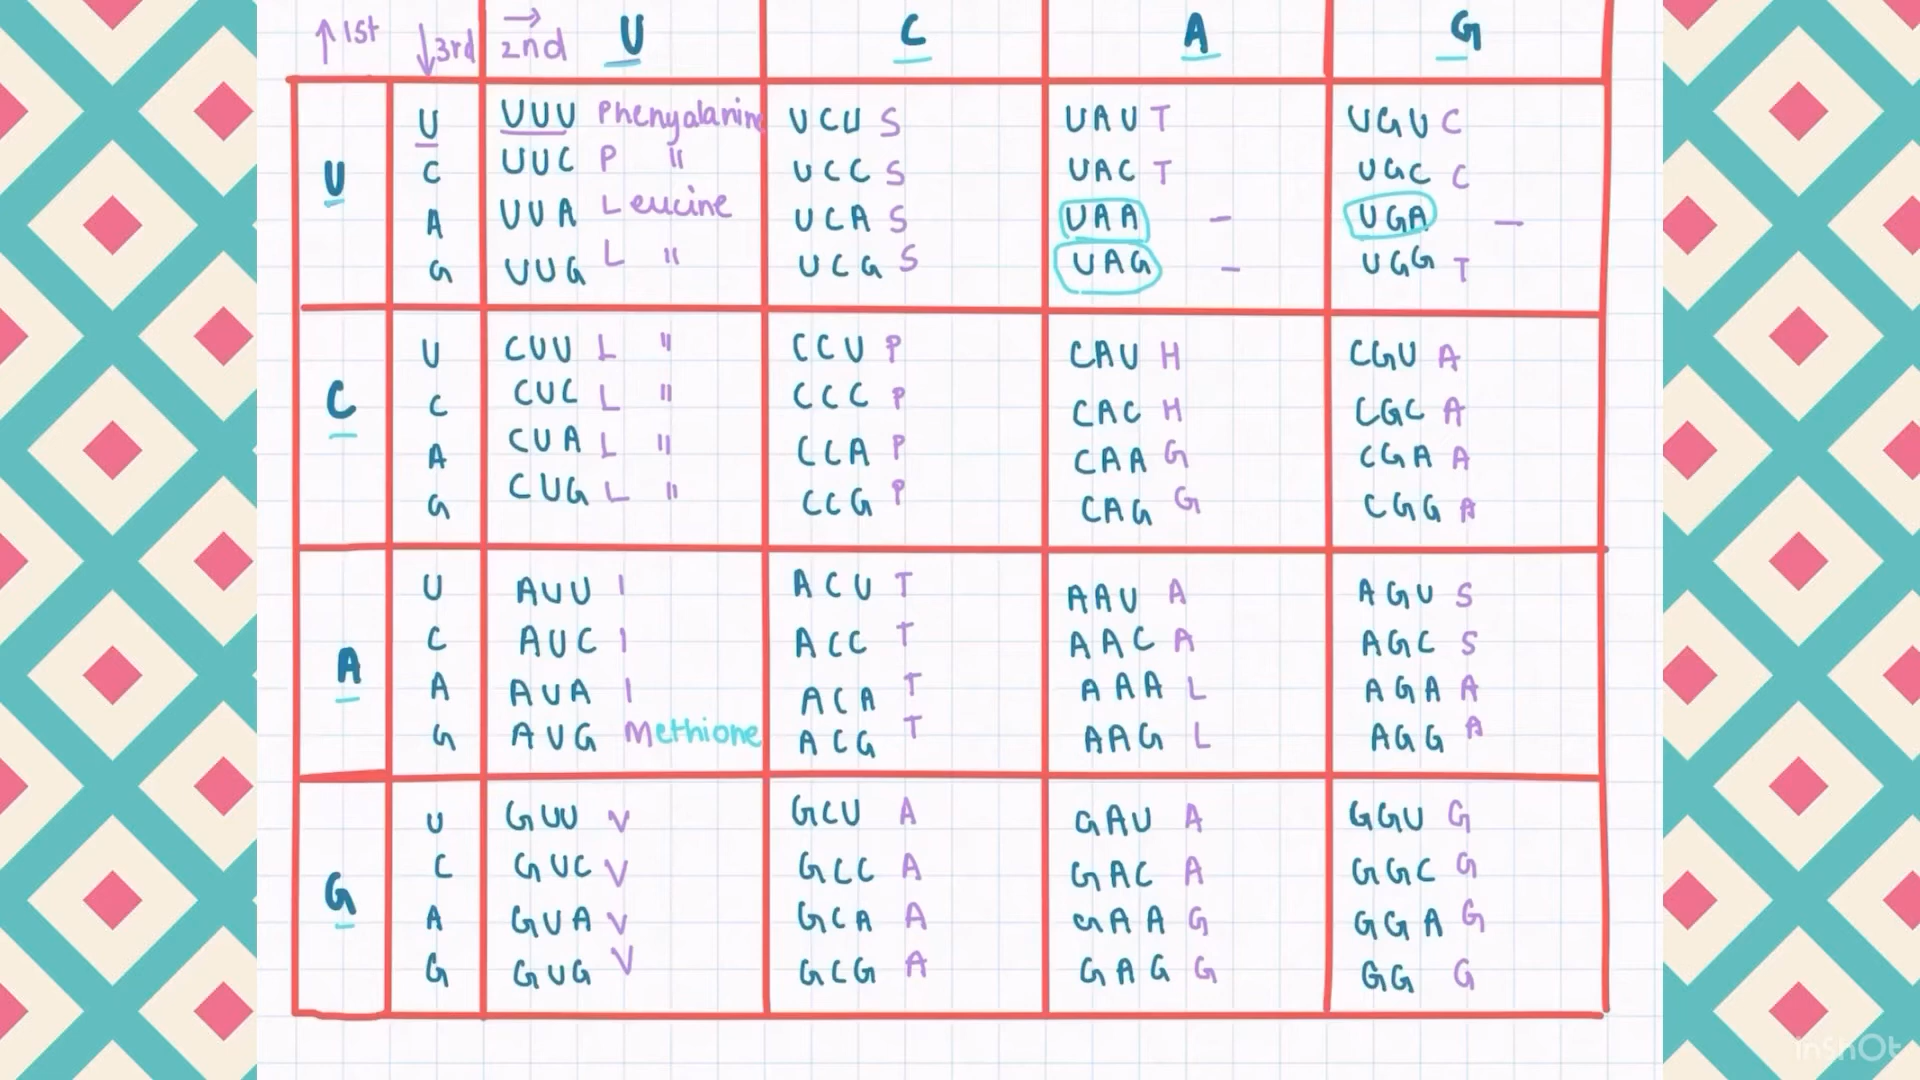 ↑1st ↓3rd → 2nd U C A G
U U UUU Phenyalanine UCU S UAU T UGU C
C UUC P " UCC S UAC T UGC C
A UUA Leucine UCA S UAA - UGA -
G UUG L " UCG S UAG - UGG T
C U CUU L " CCU P CAU H CGU A
C CUC L " CCC P CAC H CGC A
A CUA L " CCA P CAA G CGA A
G CUG L " CCG P CAG G CGG A
A U AUU I ACU T AAU A AGU S
C AUC I ACC T AAC A AGC S
A AUA I ACA T AAA L AGA A
G AUG Methione ACG T AAG L AGG A
G U GUU V GCU A GAU A GGU G
C GUC V GCC A GAC A GGC G
A GUA V GCA A GAA G GGA G
G GUG V GCG A GAG G GG G
InShOt